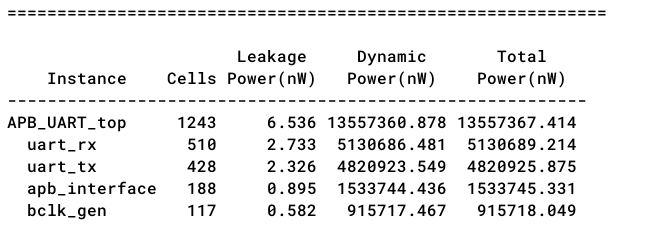 ============================================================
                       Leakage     Dynamic       Total
    Instance    Cells Power(nW)   Power(nW)    Power(nW)
----------------------------------------------------------
APB_UART_top     1243     6.536 13557360.878 13557367.414
  uart_rx         510     2.733  5130686.481  5130689.214
  uart_tx         428     2.326  4820923.549  4820925.875
  apb_interface   188     0.895  1533744.436  1533745.331
  bclk_gen        117     0.582   915717.467   915718.049